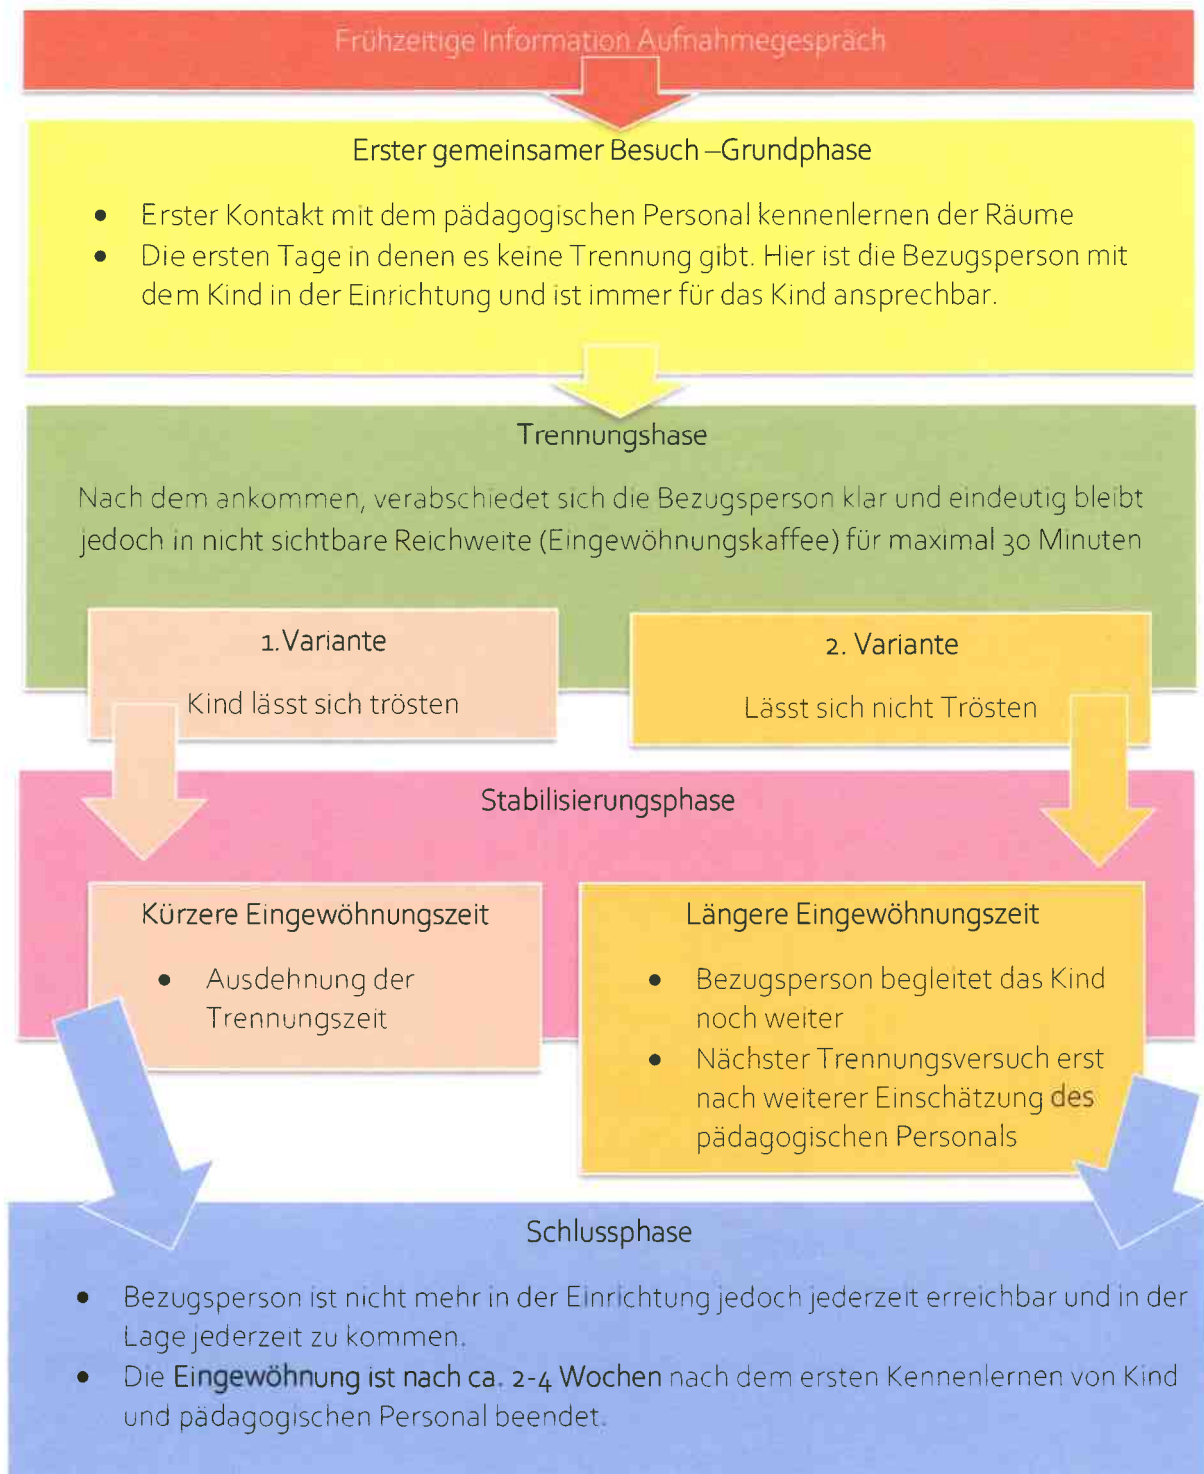 Frühzeitige Information Aufnahmegespräch
Erster gemeinsamer Besuch –Grundphase
• Erster Kontakt mit dem pädagogischen Personal kennenlernen der Räume
• Die ersten Tage in denen es keine Trennung gibt. Hier ist die Bezugsperson mit
dem Kind in der Einrichtung und ist immer für das Kind ansprechbar.
Trennungshase
Nach dem ankommen, verabschiedet sich die Bezugsperson klar und eindeutig bleibt
jedoch in nicht sichtbare Reichweite (Eingewöhnungskaffee) für maximal 30 Minuten
1.Variante
Kind lässt sich trösten
2. Variante
Lässt sich nicht Trösten
Stabilisierungsphase
Kürzere Eingewöhnungszeit
• Ausdehnung der
Trennungszeit
Längere Eingewöhnungszeit
• Bezugsperson begleitet das Kind
noch weiter
• Nächster Trennungsversuch erst
nach weiterer Einschätzung des
pädagogischen Personals
Schlussphase
• Bezugsperson ist nicht mehr in der Einrichtung jedoch jederzeit erreichbar und in der
Lage jederzeit zu kommen.
• Die Eingewöhnung ist nach ca. 2-4 Wochen nach dem ersten Kennenlernen von Kind
und pädagogischen Personal beendet.